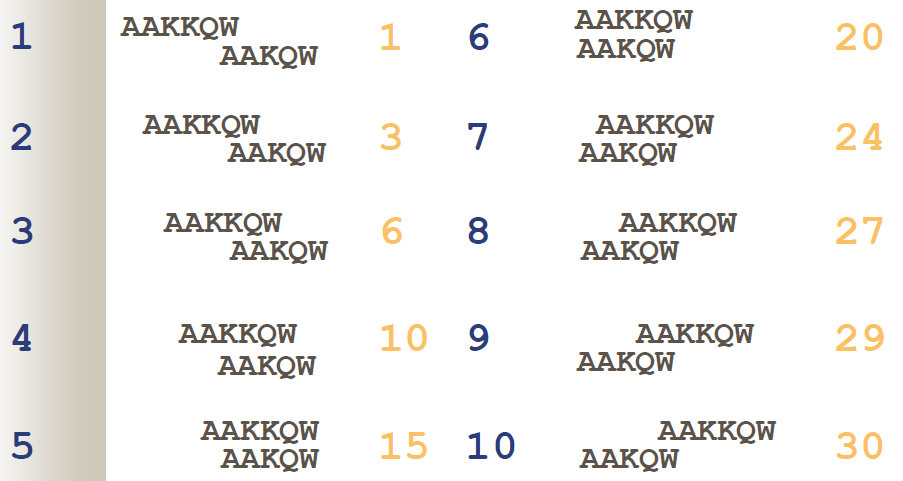 1 AAKKQW 1
AAKQW
2 AAKKQW 3
AAKQW
3 AAKKQW 6
AAKQW
4 AAKKQW 10
AAKQW
5 AAKKQW 15
AAKQW
6 AAKKQW 20
AAKQW
7 AAKKQW 24
AAKQW
8 AAKKQW 27
AAKQW
9 AAKKQW 29
AAKQW
10 AAKKQW 30
AAKQW